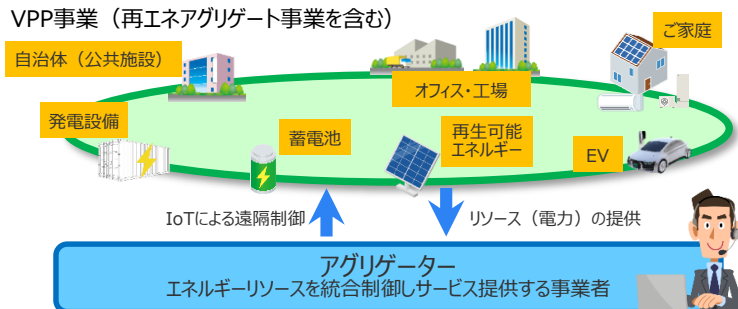 VPP事業（再エネアグリゲート事業を含む）
自治体（公共施設）
ご家庭
オフィス・工場
発電設備
蓄電池
再生可能
エネルギー
EV
IoTによる遠隔制御
リソース（電力）の提供
アグリゲーター
エネルギーリソースを統合制御しサービス提供する事業者